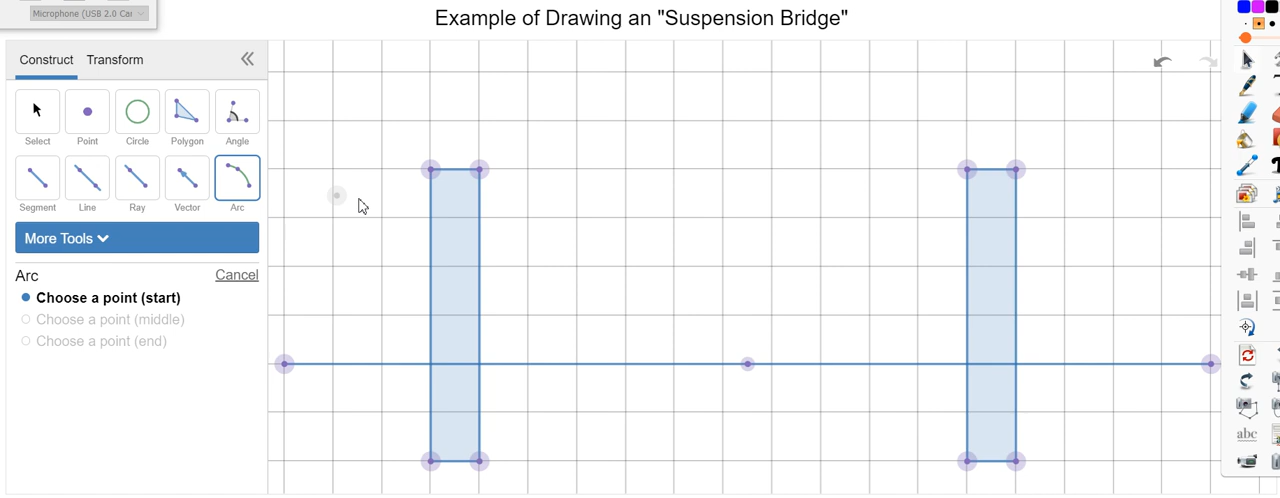 Microphone (USB 2.0 Car
Example of Drawing an "Suspension Bridge"
Construct Transform
Select Point Circle Polygon Angle
Segment Line Ray Vector Arc
More Tools
Arc Cancel
Choose a point (start)
Choose a point (middle)
Choose a point (end)
abc